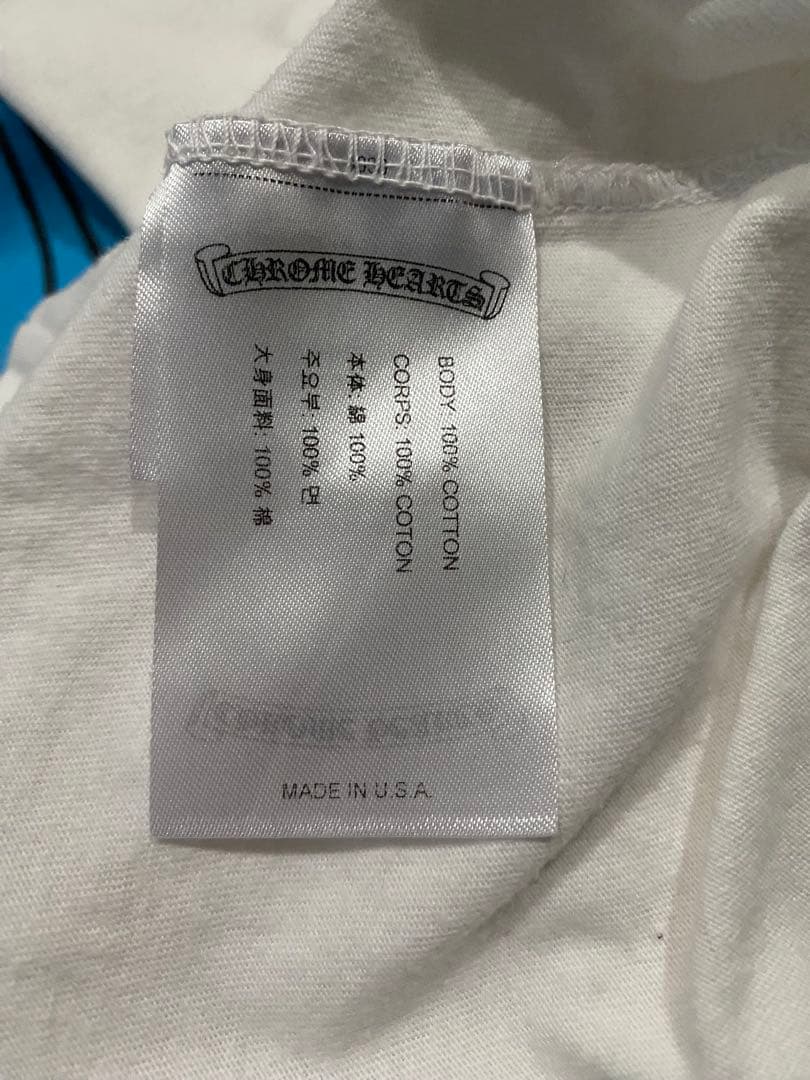 CHROME HEARTS
BODY: 100% COTTON
CORPS: 100% COTON
本体: 綿 100%
주요부: 100% 면
大身面料: 100% 棉
MADE IN U.S.A.